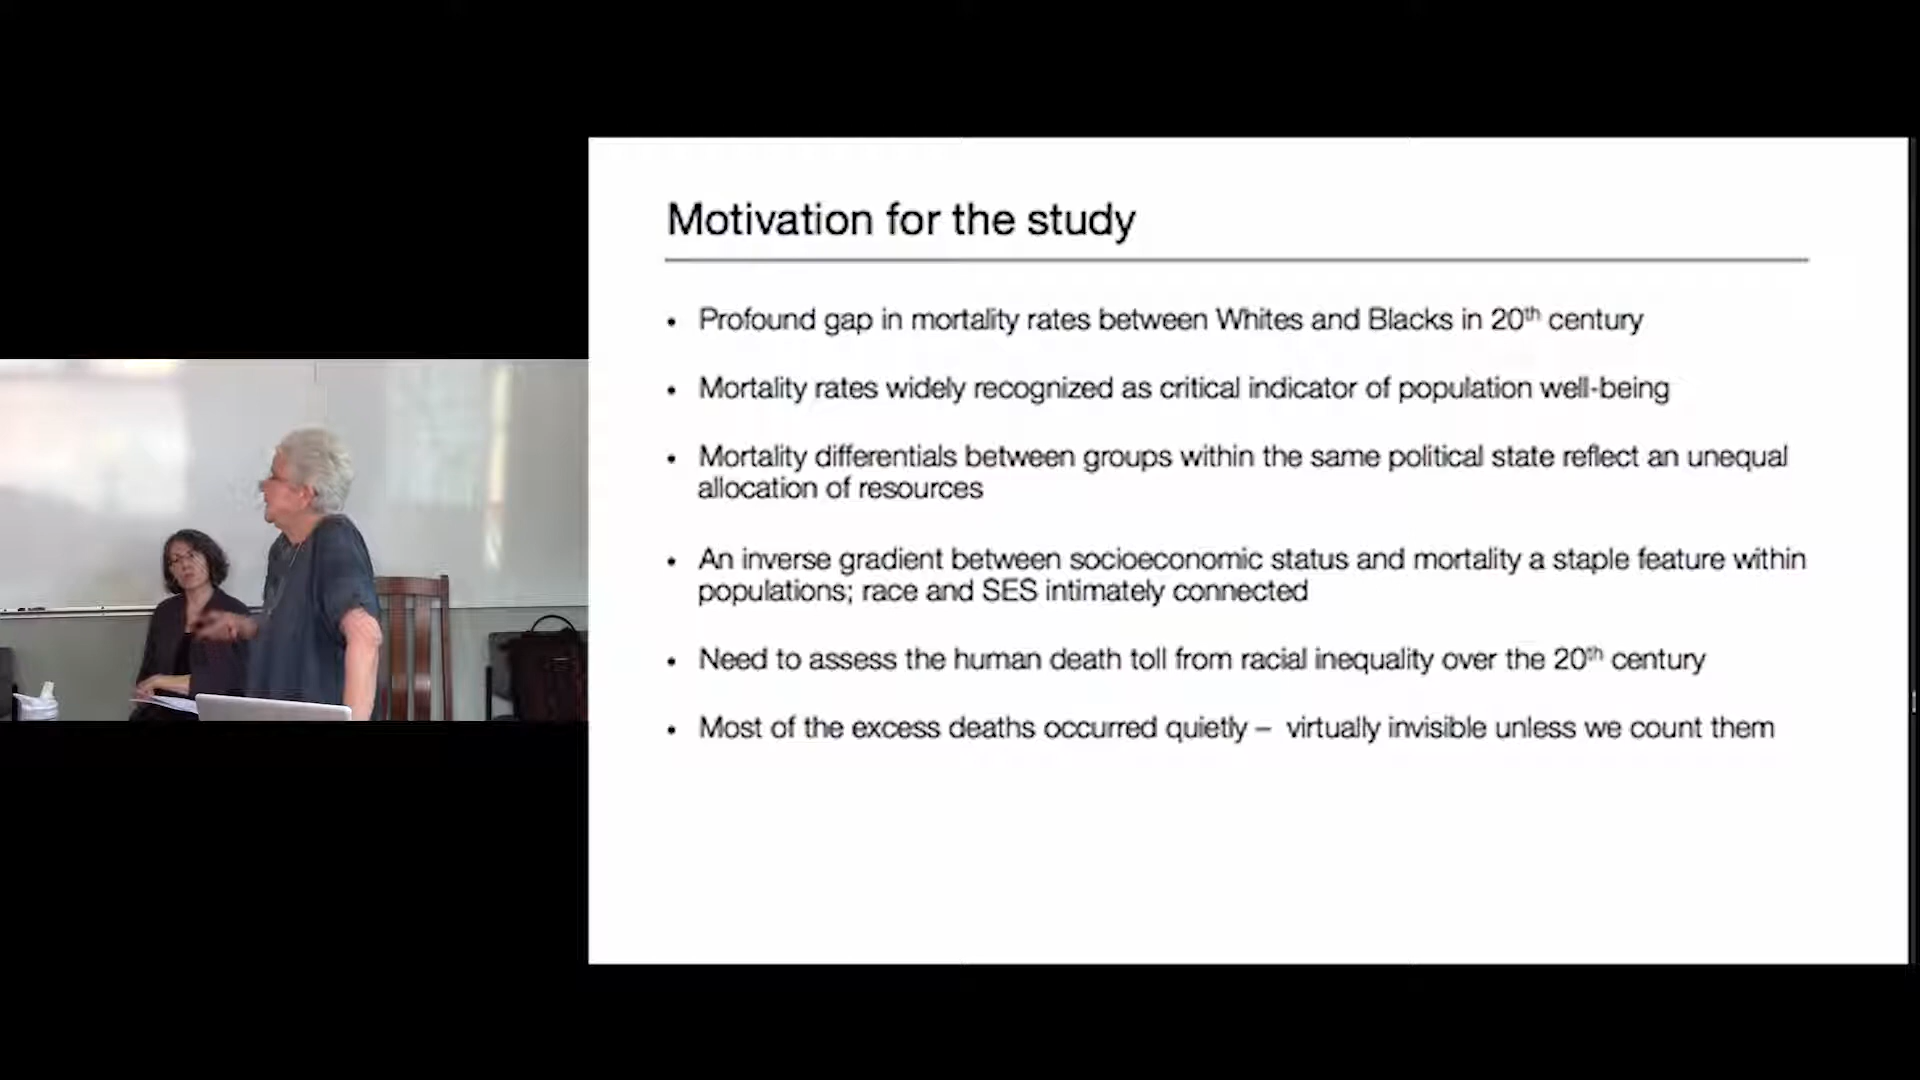 Motivation for the study
• Profound gap in mortality rates between Whites and Blacks in 20th century
• Mortality rates widely recognized as critical indicator of population well-being
• Mortality differentials between groups within the same political state reflect an unequal
allocation of resources
• An inverse gradient between socioeconomic status and mortality a staple feature within
populations; race and SES intimately connected
• Need to assess the human death toll from racial inequality over the 20th century
• Most of the excess deaths occurred quietly – virtually invisible unless we count them